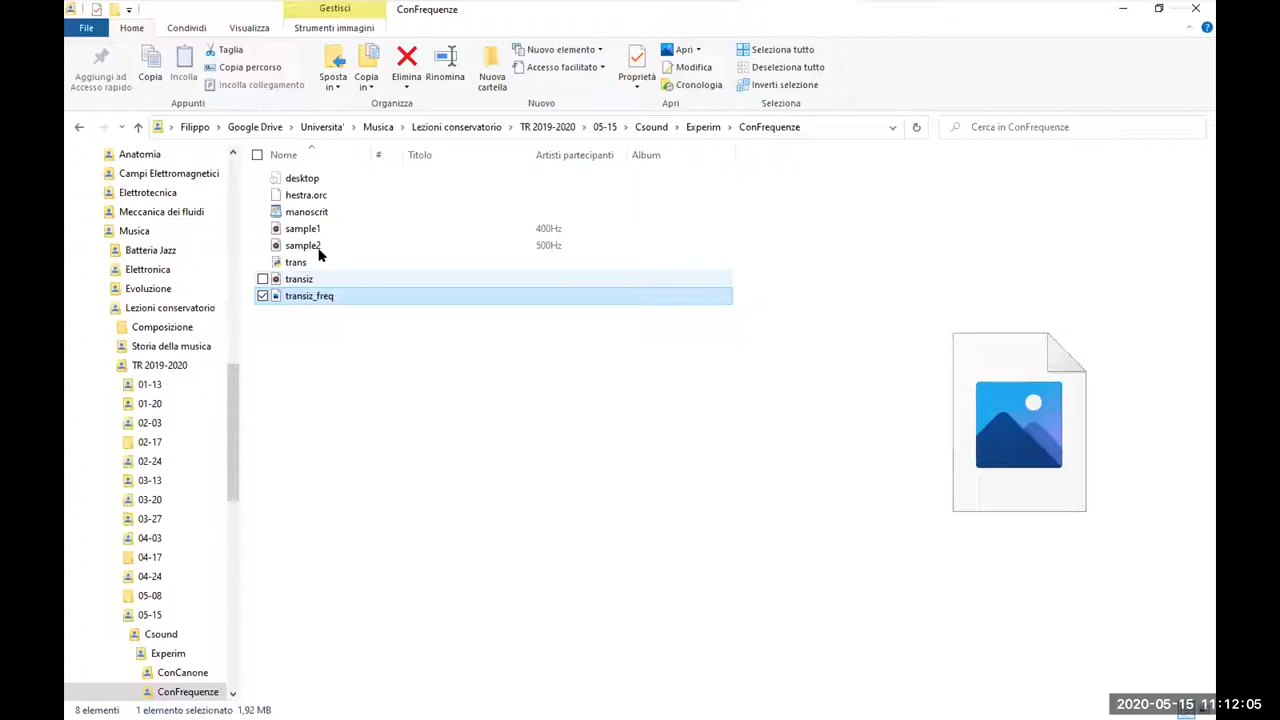 Gestisci
ConFrequenze
File
Home
Condividi
Visualizza
Strumenti immagini
Aggiungi ad
Accesso rapido
Copia
Incolla
Taglia
Copia percorso
Incolla collegamento
Appunti
Sposta
in
Copia
in
Elimina
Rinomina
Organizza
Nuova
cartella
Nuovo elemento
Accesso facilitato
Nuovo
Proprietà
Apri
Modifica
Cronologia
Apri
Seleziona tutto
Deseleziona tutto
Inverti selezione
Selezione
Filippo > Google Drive > Universita' > Musica > Lezioni conservatorio > TR 2019-2020 > 05-15 > Csound > Experim > ConFrequenze
Cerca in ConFrequenze
Anatomia
Campi Elettromagnetici
Elettrotecnica
Meccanica dei fluidi
Musica
Batteria Jazz
Elettronica
Evoluzione
Lezioni conservatorio
Composizione
Storia della musica
TR 2019-2020
01-13
01-20
02-03
02-17
02-24
03-13
03-20
03-27
04-03
04-17
04-24
05-08
05-15
Csound
Experim
ConCanone
ConFrequenze
Nome # Titolo Artisti partecipanti Album
desktop
hestra.orc
manoscrit
sample1 400Hz
sample2 500Hz
trans
transiz
transiz_freq
8 elementi 1 elemento selezionato 1,92 MB
2020-05-15 11:12:05